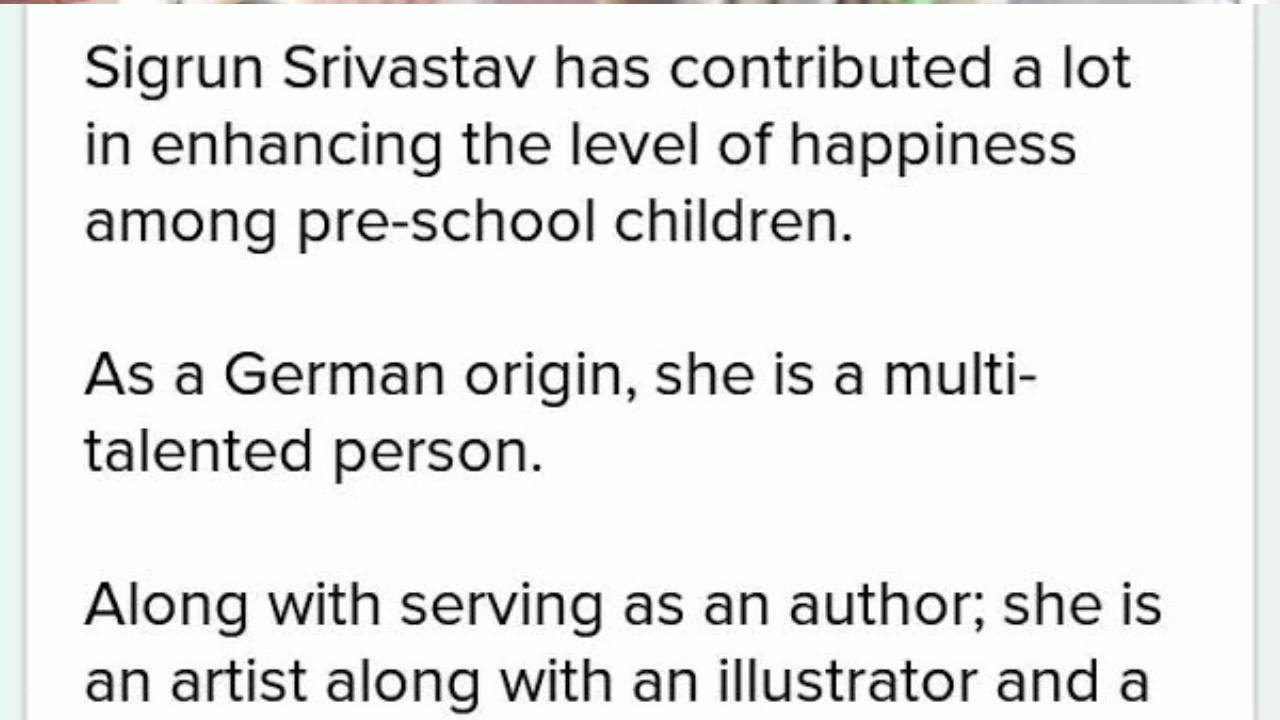 Sigrun Srivastav has contributed a lot
in enhancing the level of happiness
among pre-school children.
As a German origin, she is a multi-
talented person.
Along with serving as an author; she is
an artist along with an illustrator and a